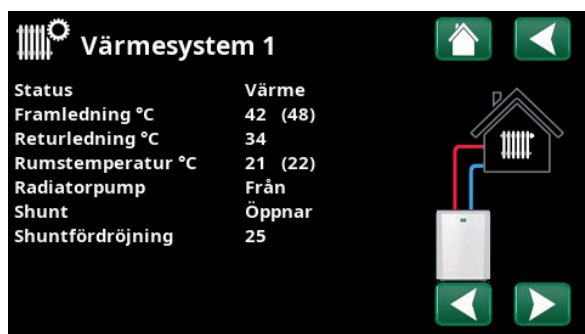 Värmesystem 1
Status Värme
Framledning °C 42 (48)
Returledning °C 34
Rumstemperatur °C 21 (22)
Radiatorpump Från
Shunt Öppnar
Shuntfördröjning 25